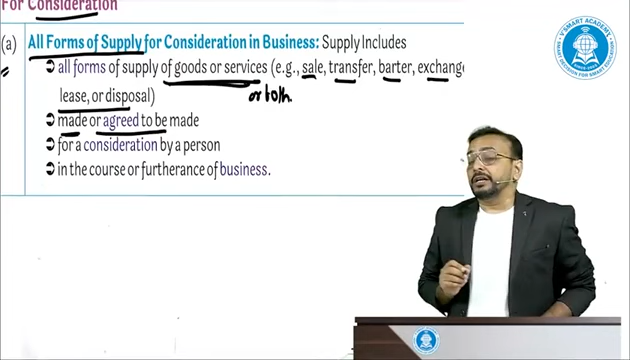 For Consideration
(a) All Forms of Supply for Consideration in Business: Supply Includes
➲ all forms of supply of goods or services (e.g., sale, transfer, barter, exchange
lease, or disposal)
or both.
➲ made or agreed to be made
➲ for a consideration by a person
➲ in the course or furtherance of business.
V'SMART ACADEMY